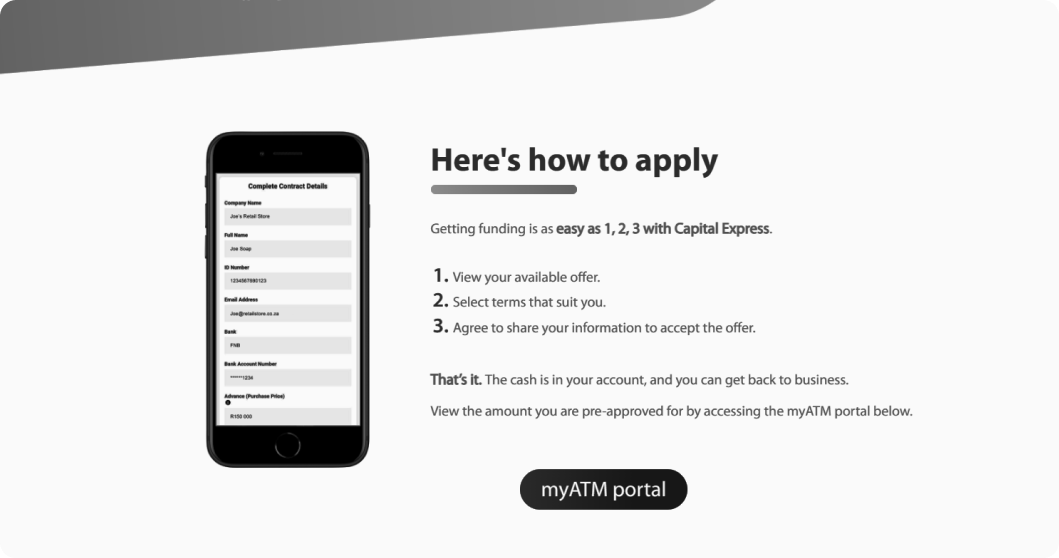 Complete Contract Details
Company Name
Joe's Retail Store
Full Name
Joe Soap
ID Number
1234567890123
Email Address
Joe@retailstore.co.za
Bank
FNB
Bank Account Number
******1234
Advance (Purchase Price)
R150 000
Here's how to apply
Getting funding is as easy as 1, 2, 3 with Capital Express.
1. View your available offer.
2. Select terms that suit you.
3. Agree to share your information to accept the offer.
That's it. The cash is in your account, and you can get back to business.
View the amount you are pre-approved for by accessing the myATM portal below.
myATM portal